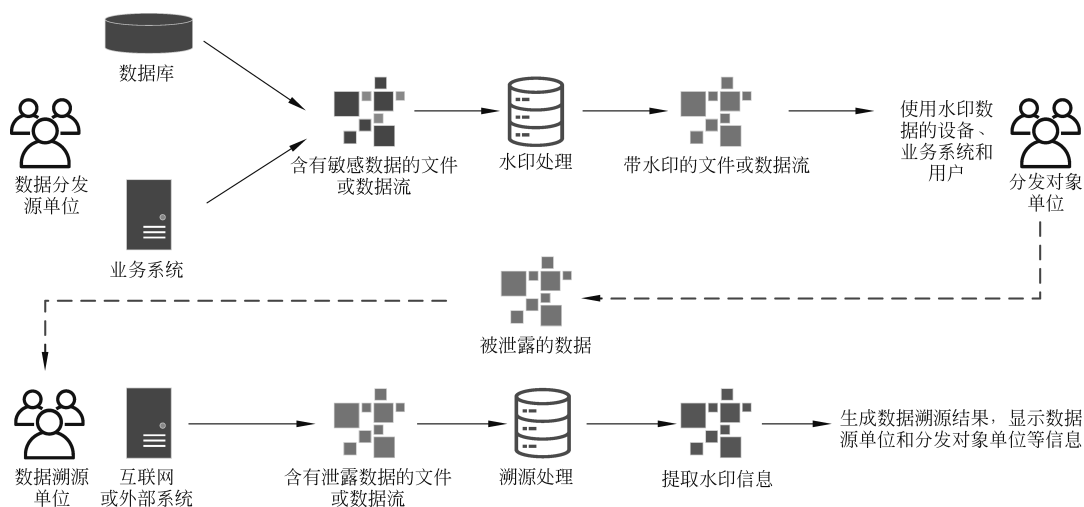 数据库
数据分发
源单位
业务系统
含有敏感数据的文件
或数据流
水印处理
带水印的文件或数据流
使用水印数
据的设备、
业务系统和
用户
分发对象
单位
被泄露的数据
数据溯源
单位
互联网
或外部系统
含有泄露数据的文件
或数据流
溯源处理
提取水印信息
生成数据溯源结果，显示数据
源单位和分发对象单位等信息